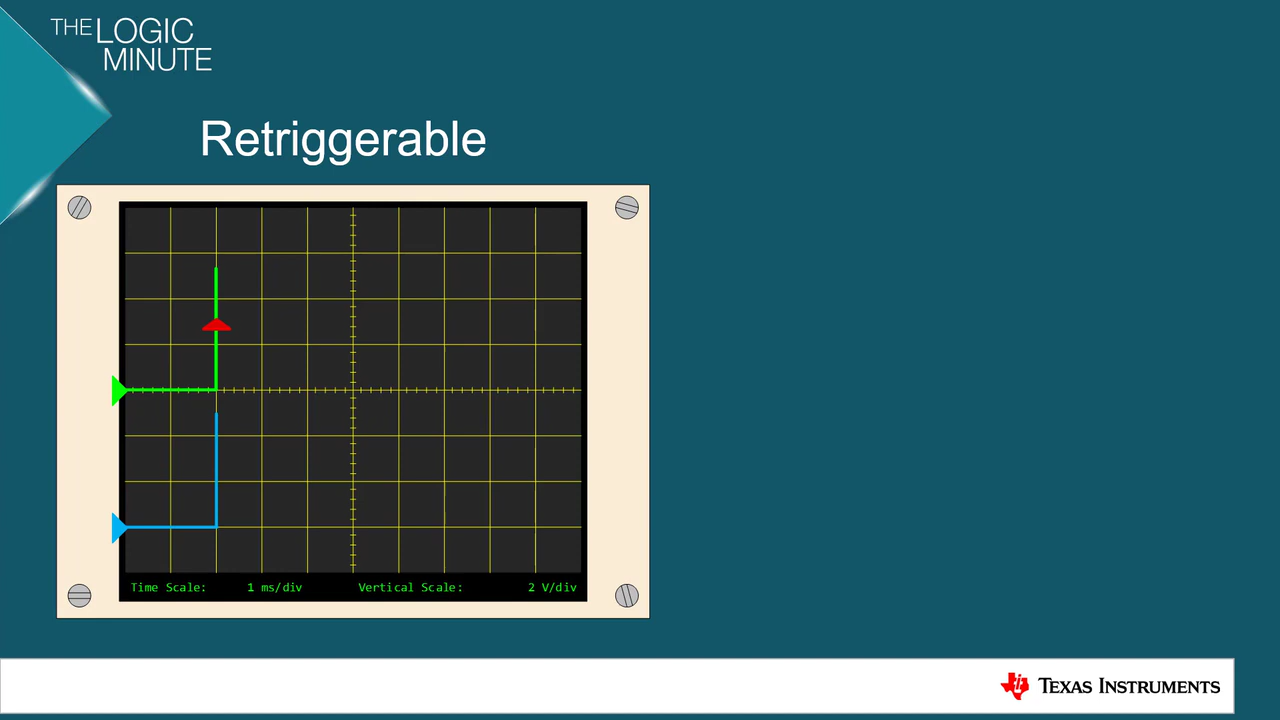 THE LOGIC
MINUTE
Retriggerable
Time Scale: 1 ms/div Vertical Scale: 2 V/div
TEXAS INSTRUMENTS